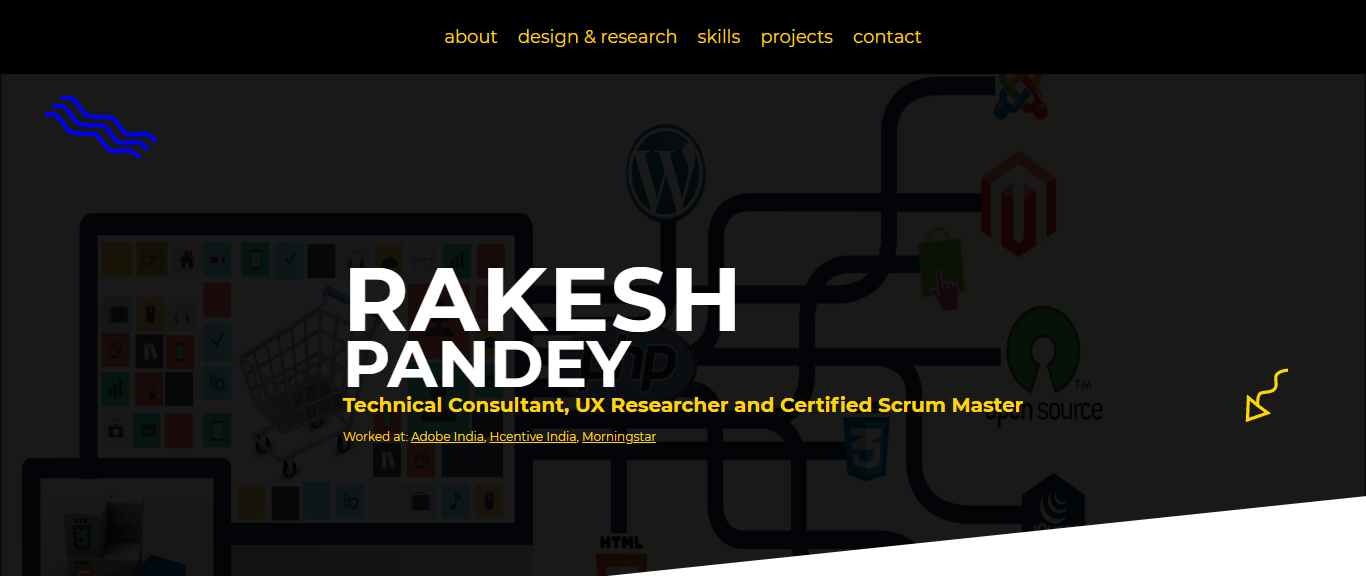 about design & research skills projects contact
RAKESH
PANDEY
Technical Consultant, UX Researcher and Certified Scrum Master
Worked at: Adobe India, Hcentive India, Morningstar
php
TM
open source
HTML